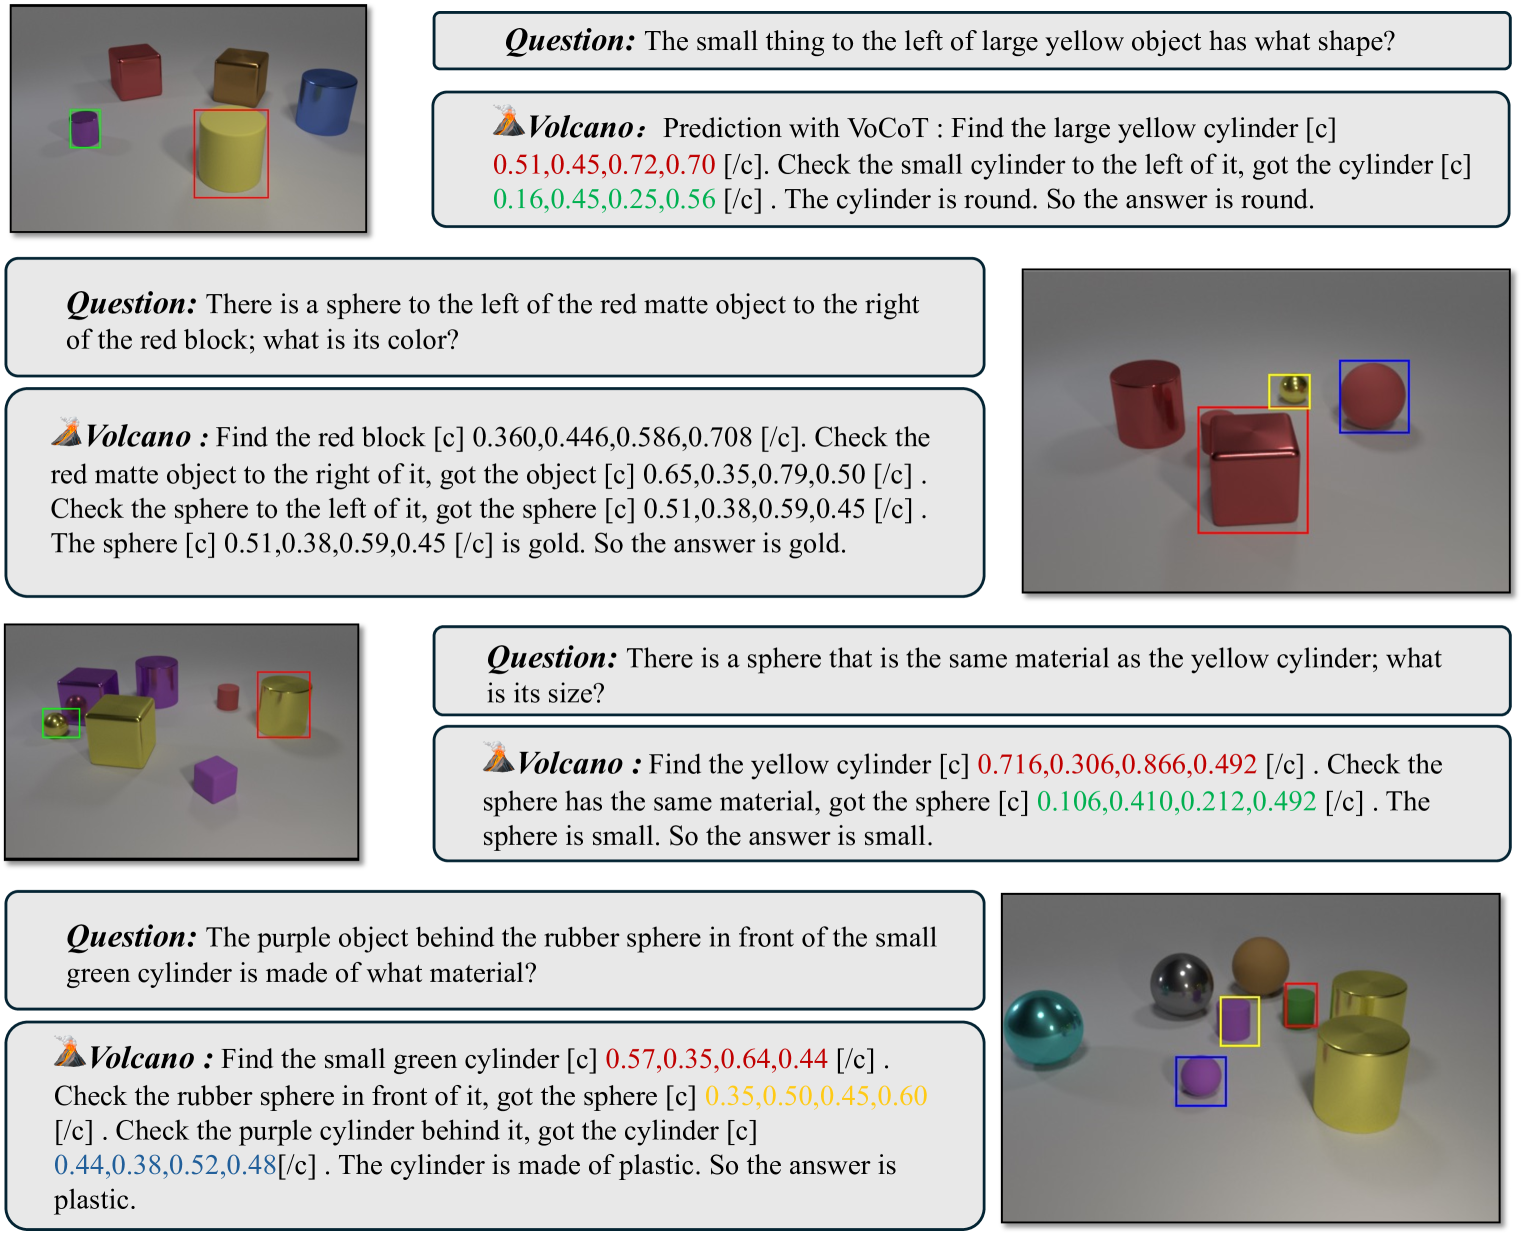 Question: The small thing to the left of large yellow object has what shape?
Volcano: Prediction with VoCoT : Find the large yellow cylinder [c]
0.51,0.45,0.72,0.70 [/c]. Check the small cylinder to the left of it, got the cylinder [c]
0.16,0.45,0.25,0.56 [/c] . The cylinder is round. So the answer is round.
Question: There is a sphere to the left of the red matte object to the right
of the red block; what is its color?
Volcano : Find the red block [c] 0.360,0.446,0.586,0.708 [/c]. Check the
red matte object to the right of it, got the object [c] 0.65,0.35,0.79,0.50 [/c] .
Check the sphere to the left of it, got the sphere [c] 0.51,0.38,0.59,0.45 [/c] .
The sphere [c] 0.51,0.38,0.59,0.45 [/c] is gold. So the answer is gold.
Question: There is a sphere that is the same material as the yellow cylinder; what
is its size?
Volcano : Find the yellow cylinder [c] 0.716,0.306,0.866,0.492 [/c] . Check the
sphere has the same material, got the sphere [c] 0.106,0.410,0.212,0.492 [/c] . The
sphere is small. So the answer is small.
Question: The purple object behind the rubber sphere in front of the small
green cylinder is made of what material?
Volcano : Find the small green cylinder [c] 0.57,0.35,0.64,0.44 [/c] .
Check the rubber sphere in front of it, got the sphere [c] 0.35,0.50,0.45,0.60
[/c] . Check the purple cylinder behind it, got the cylinder [c]
0.44,0.38,0.52,0.48[/c] . The cylinder is made of plastic. So the answer is
plastic.